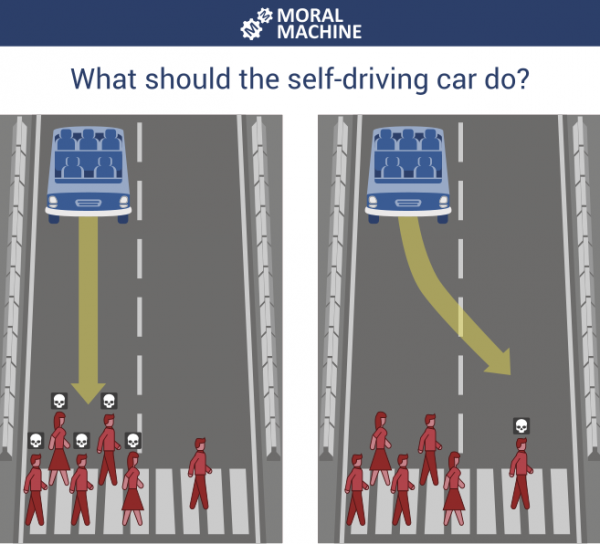 MORAL
MACHINE
What should the self-driving car do?